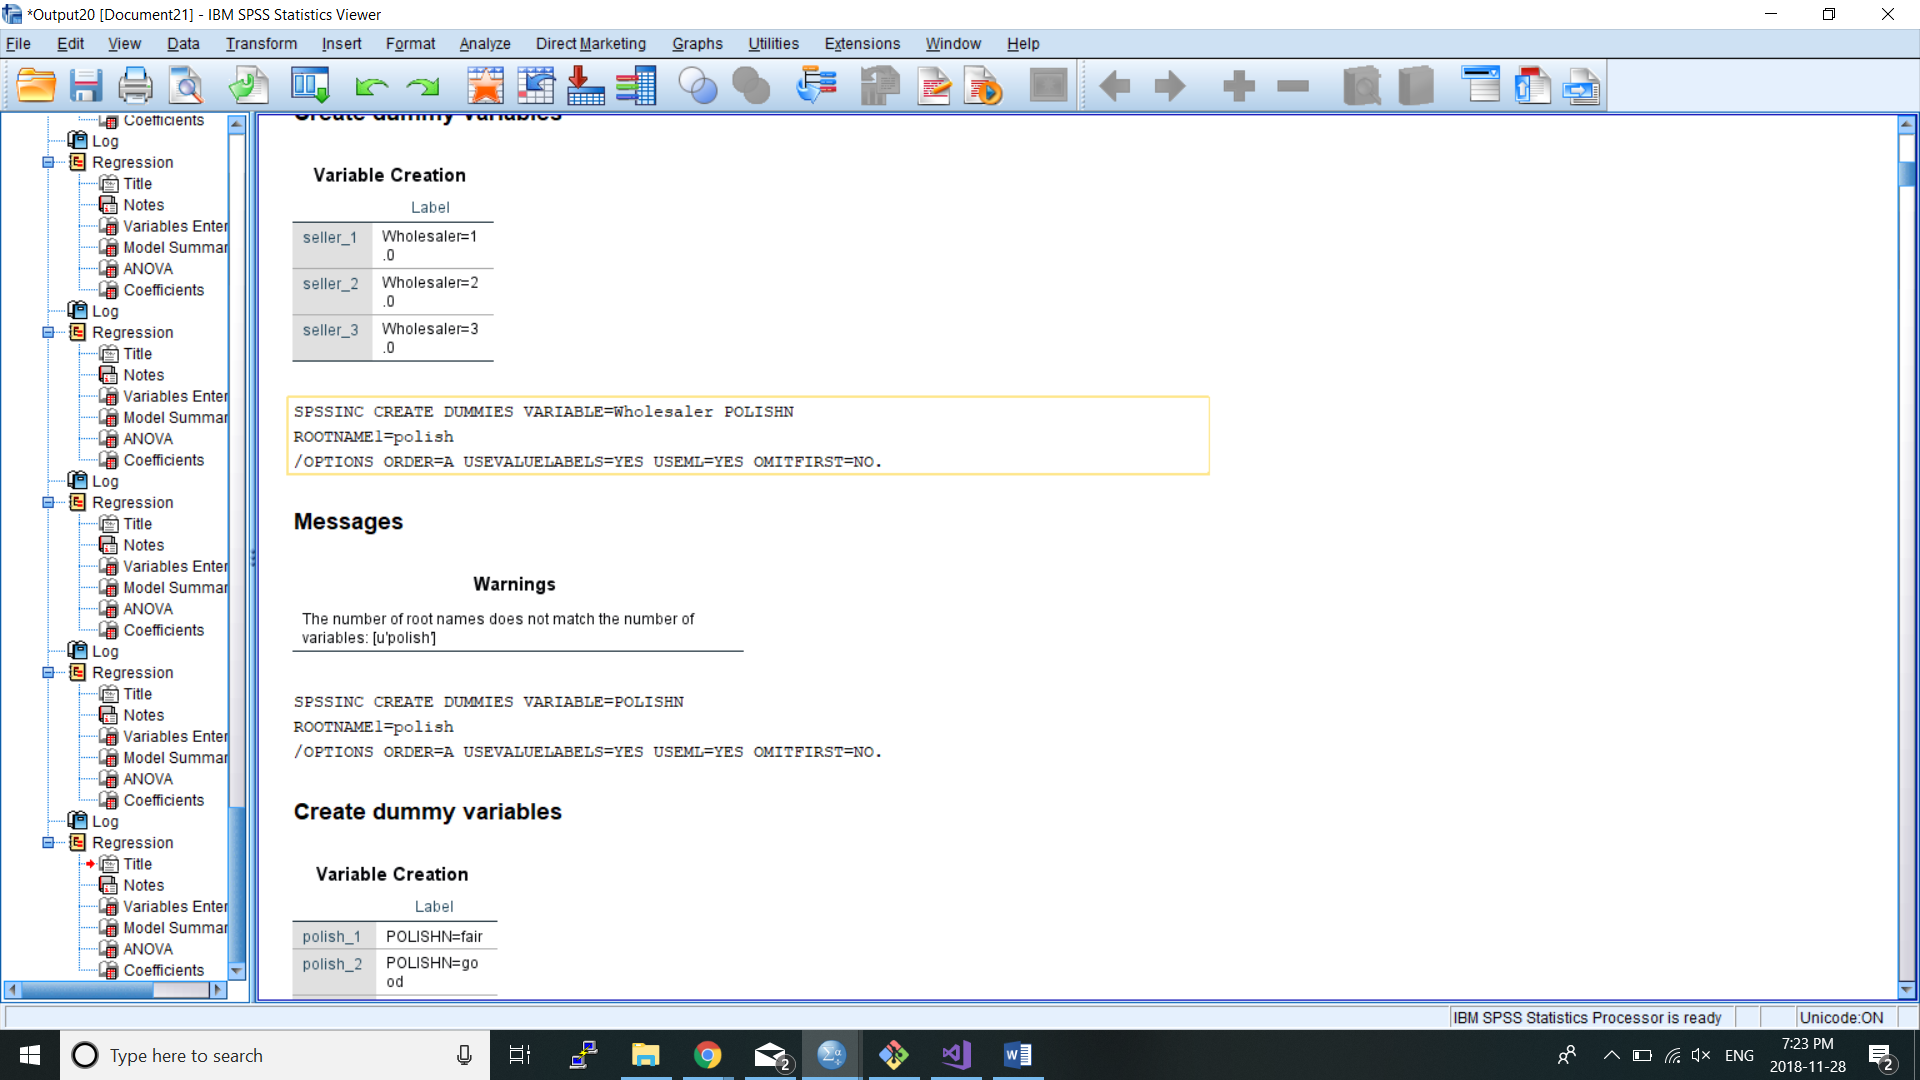 *Output20 [Document21] - IBM SPSS Statistics Viewer
File Edit View Data Transform Insert Format Analyze Direct Marketing Graphs Utilities Extensions Window Help
Coefficients
Log
Regression
Title
Notes
Variables Enter
Model Summar
ANOVA
Coefficients
Log
Regression
Title
Notes
Variables Enter
Model Summar
ANOVA
Coefficients
Log
Regression
Title
Notes
Variables Enter
Model Summar
ANOVA
Coefficients
Log
Regression
Title
Notes
Variables Enter
Model Summar
ANOVA
Coefficients
Log
Regression
Title
Notes
Variables Enter
Model Summar
ANOVA
Coefficients
Create dummy variables
Variable Creation
Label
seller_1 Wholesaler=1
.0
seller_2 Wholesaler=2
.0
seller_3 Wholesaler=3
.0
SPSSINC CREATE DUMMIES VARIABLE=Wholesaler POLISHN
ROOTNAME1=polish
/OPTIONS ORDER=A USEVALUELABELS=YES USEML=YES OMITFIRST=NO.
Messages
Warnings
The number of root names does not match the number of
variables: [u'polish']
SPSSINC CREATE DUMMIES VARIABLE=POLISHN
ROOTNAME1=polish
/OPTIONS ORDER=A USEVALUELABELS=YES USEML=YES OMITFIRST=NO.
Create dummy variables
Variable Creation
Label
polish_1 POLISHN=fair
polish_2 POLISHN=go
od
IBM SPSS Statistics Processor is ready Unicode:ON
Type here to search
2
ENG
7:23 PM
2018-11-28
2